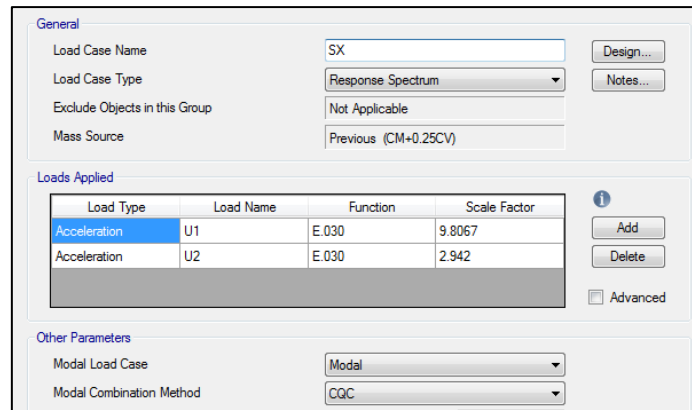 General
Load Case Name SX Design...
Load Case Type Response Spectrum Notes...
Exclude Objects in this Group Not Applicable
Mass Source Previous (CM+0.25CV)
Loads Applied
Load Type Load Name Function Scale Factor
Acceleration U1 E.030 9.8067 Add
Acceleration U2 E.030 2.942 Delete
Advanced
Other Parameters
Modal Load Case Modal
Modal Combination Method CQC